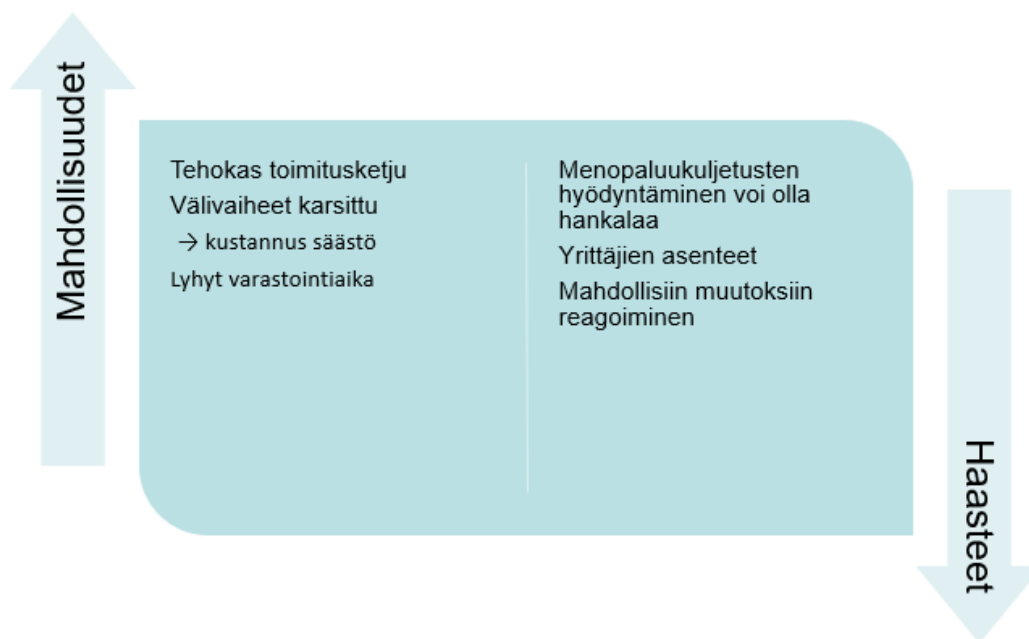 Mahdollisuudet
Tehokas toimitusketju
Välivaiheet karsittu
→ kustannus säästö
Lyhyt varastointiaika
Menopaluukuljetusten
hyödyntäminen voi olla
hankalaa
Yrittäjien asenteet
Mahdollisiin muutoksiin
reagoiminen
Haasteet